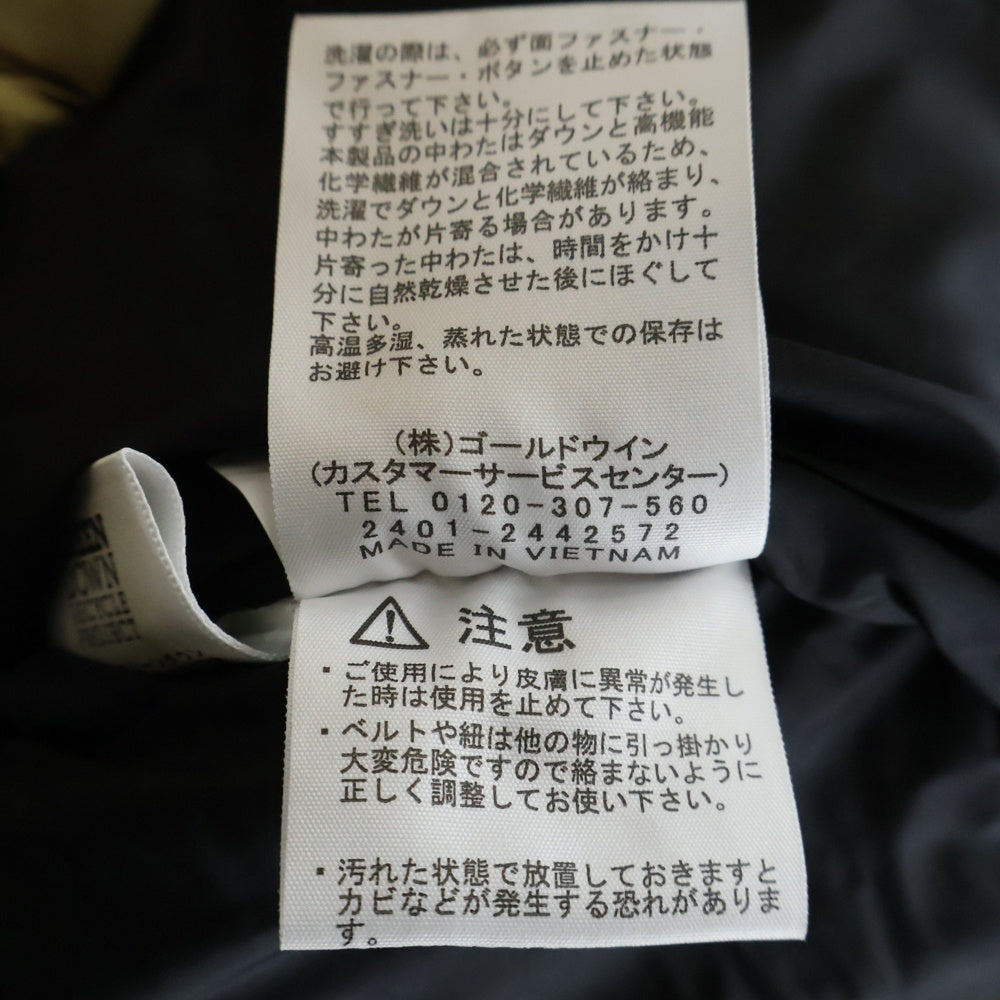 洗濯の際は、必ず面ファスナー・
ファスナー・ボタンを止めた状態
で行って下さい。
すすぎ洗いは十分にして下さい。
本製品の中わたはダウンと高機能
化学繊維が混合されているため、
洗濯でダウンと化学繊維が絡まり、
中わたが片寄る場合があります。
片寄った中わたは、時間をかけ十
分に自然乾燥させた後にほぐして
下さい。
高温多湿、蒸れた状態での保存は
お避け下さい。
(株)ゴールドウイン
(カスタマーサービスセンター)
TEL 0120-307-560
2401-2442572
MADE IN VIETNAM
注意
・ご使用により皮膚に異常が発生し
た時は使用を止めて下さい。
・ベルトや紐は他の物に引っ掛かり
大変危険ですので絡まないように
正しく調整してお使い下さい。
・汚れた状態で放置しておきますと
カビなどが発生する恐れがありま
す。